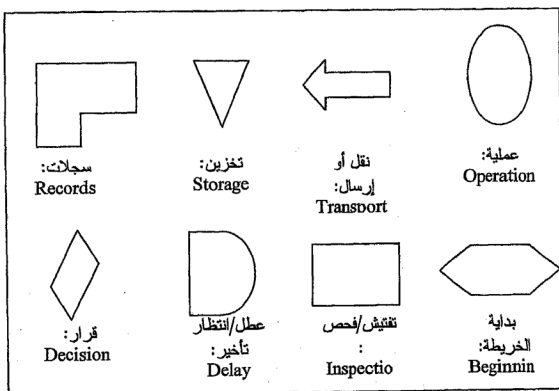 عملية:
Operation
نقل أو
إرسال:
Transport
تخزين:
Storage
سجلات:
Records
بداية
الخريطة:
Beginnin
تفتيش/فحص
:
Inspectio
عطل/انتظار
تأخير:
Delay
قرار:
Decision